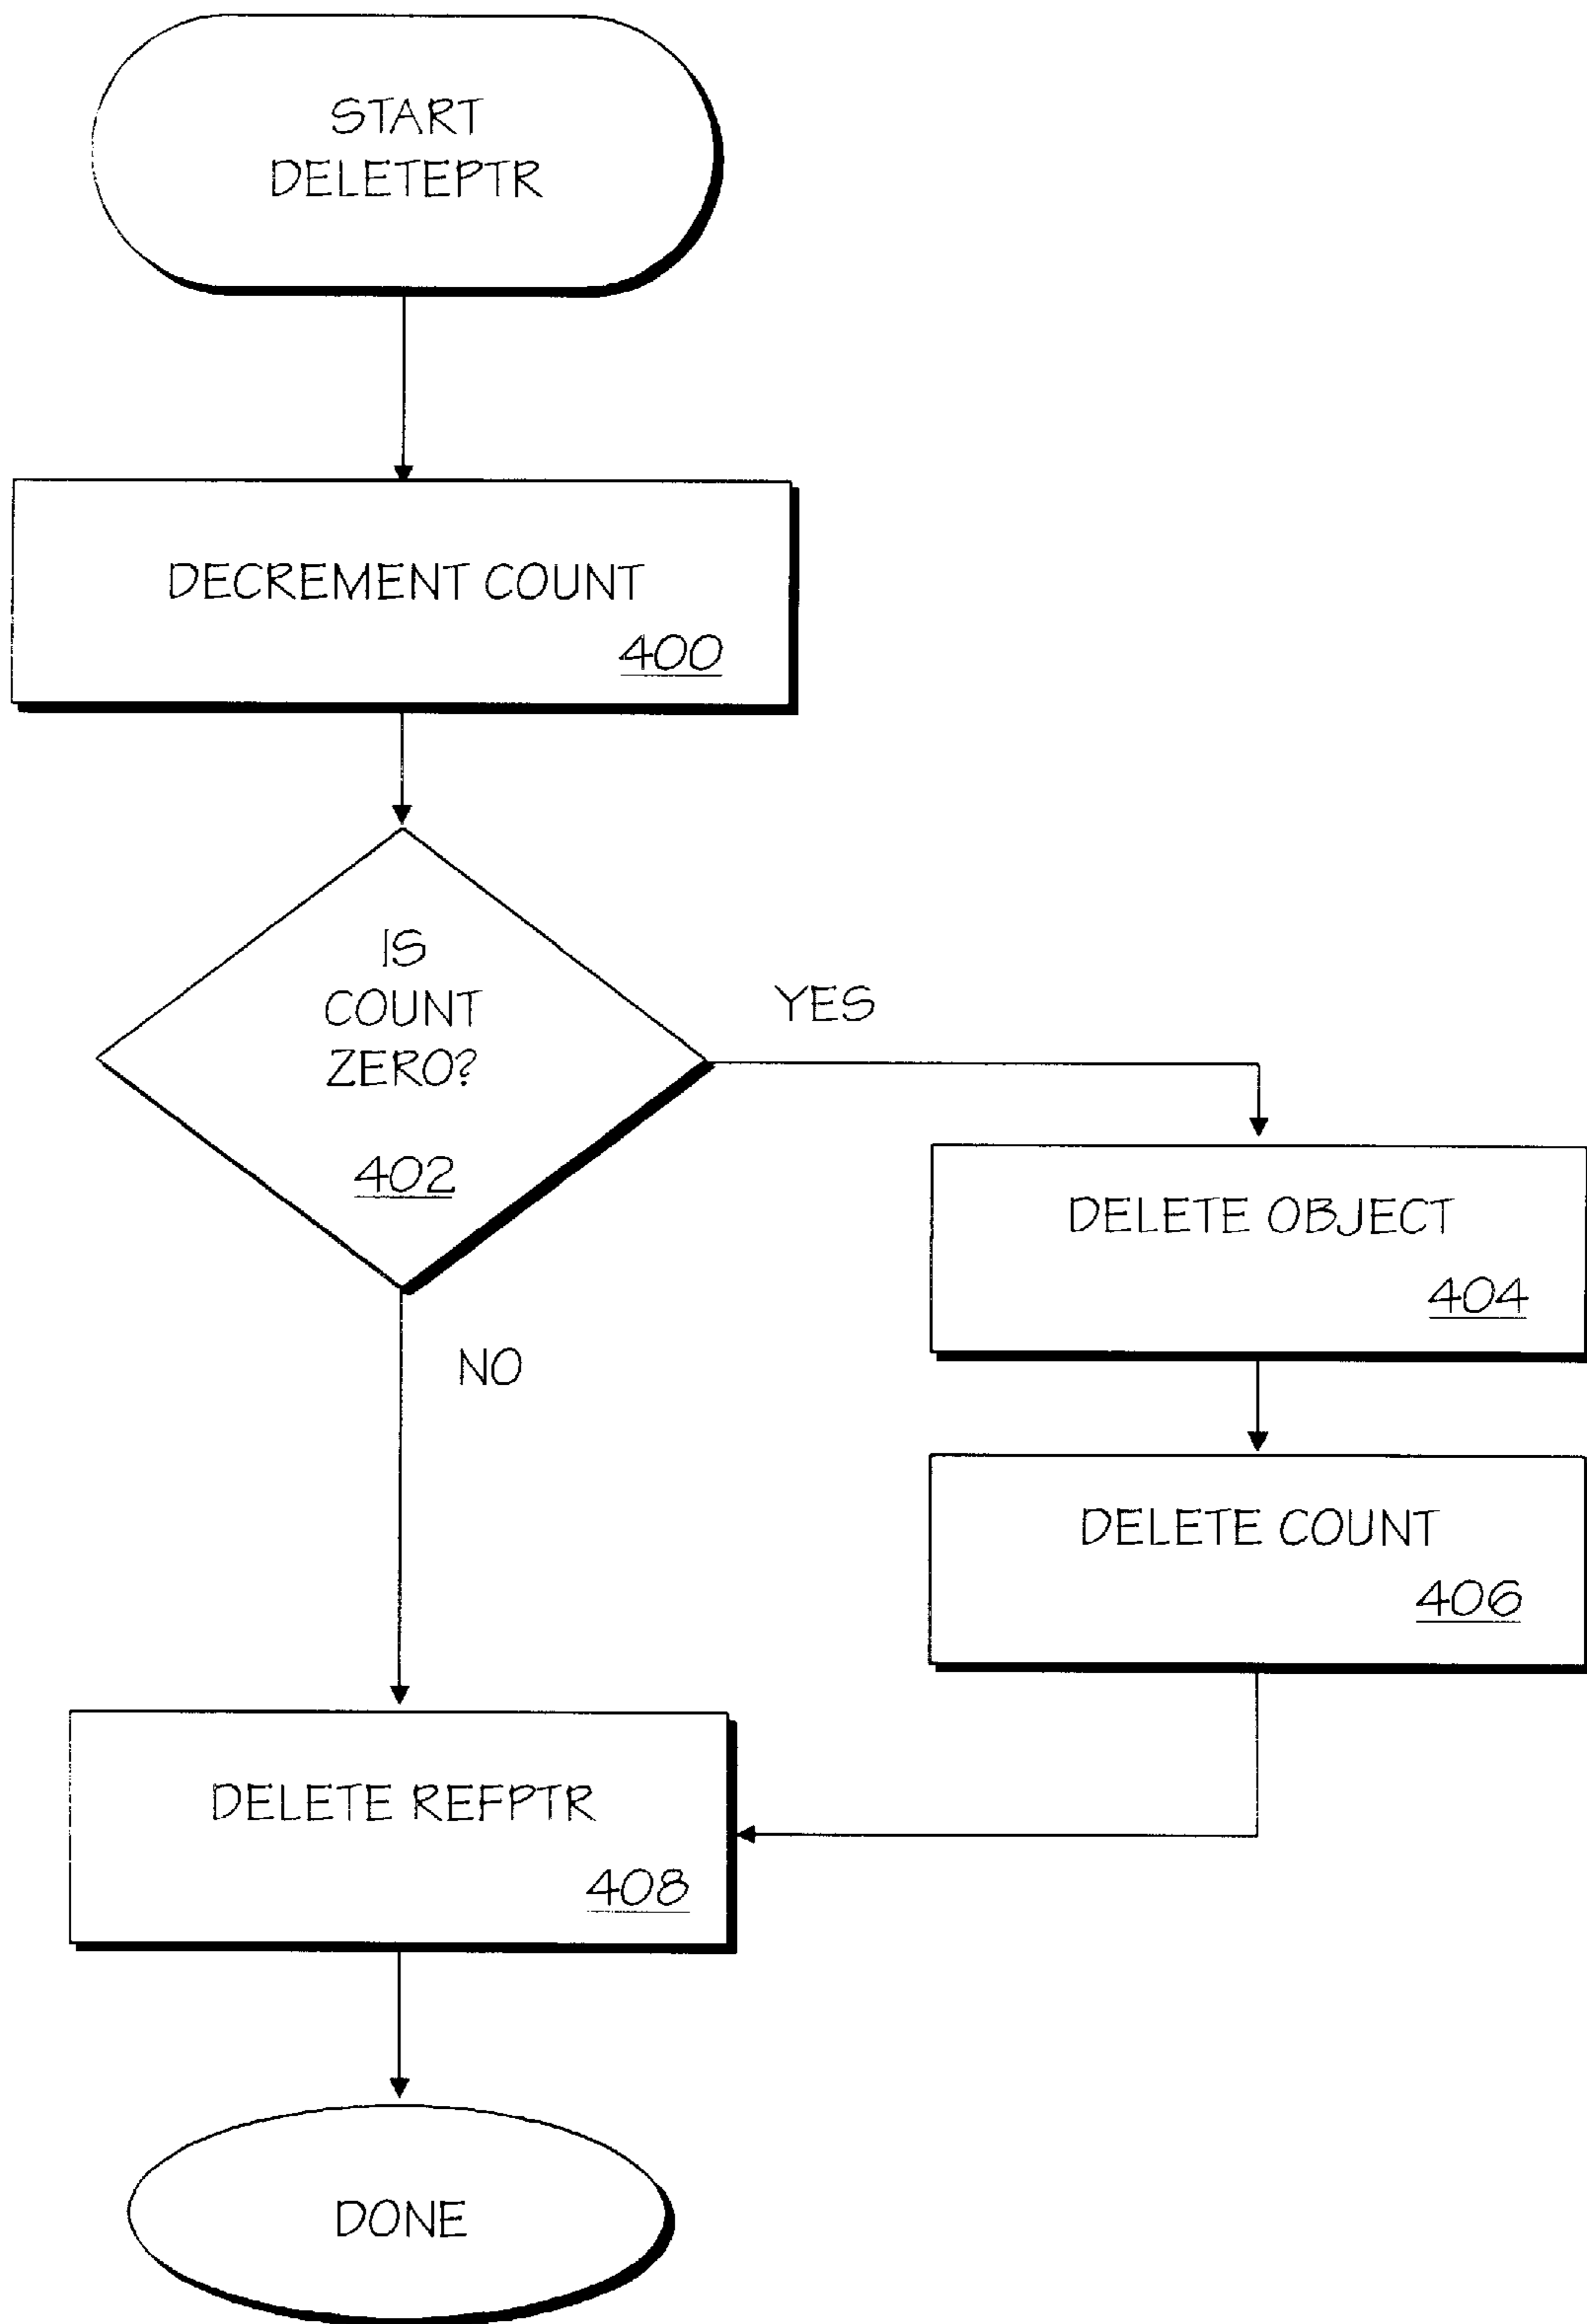 START
DELETEPTR
DECREMENT COUNT
400
IS
COUNT
ZERO?
402
YES
NO
DELETE OBJECT
404
DELETE COUNT
406
DELETE REFPTR
408
DONE